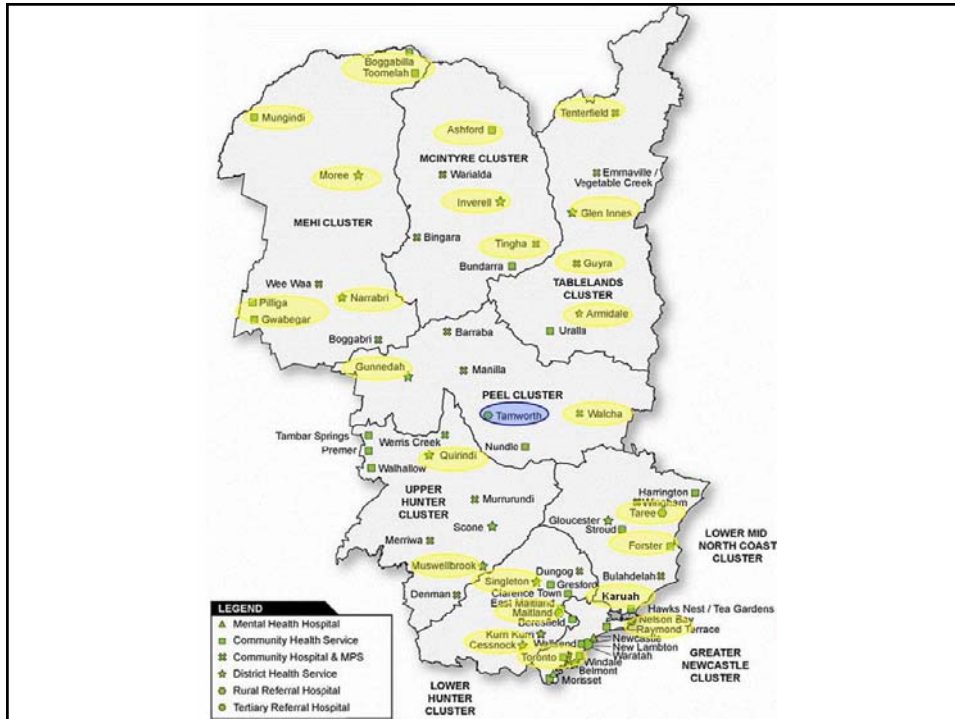 Boggabilla
Toomelah
Mungindi
Tenterfield
Ashford
MCINTYRE CLUSTER
Warialda
Emmaville /
Vegetable Creek
Moree
Inverell
Glen Innes
MEHI CLUSTER
Bingara
Tingha
Guyra
Bundarra
TABLELANDS
CLUSTER
Wee Waa
Narrabri
Pilliga
Gwabegar
Armidale
Uralla
Boggabri
Barraba
Gunnedah
Manilla
PEEL CLUSTER
Tamworth
Walcha
Tambar Springs
Werris Creek
Nundle
Premer
Quirindi
Walhallow
UPPER
HUNTER
CLUSTER
Murrurundi
Harrington
Wingham
Taree
Gloucester
Stroud
Scone
LOWER MID
NORTH COAST
CLUSTER
Forster
Merriwa
Muswellbrook
Dungog
Bulahdelah
Singleton
Gresford
Denman
Clarence Town
Karuah
East Maitland
Hawks Nest / Tea Gardens
Maitland
Nelson Bay
Beresfield
Raymond Terrace
Kurri Kurri
Newcastle
Cessnock
Wallsend
New Lambton
Waratah
GREATER
NEWCASTLE
CLUSTER
Toronto
Windale
Belmont
Morisset
LOWER
HUNTER
CLUSTER
LEGEND
Mental Health Hospital
Community Health Service
Community Hospital & MPS
District Health Service
Rural Referral Hospital
Tertiary Referral Hospital